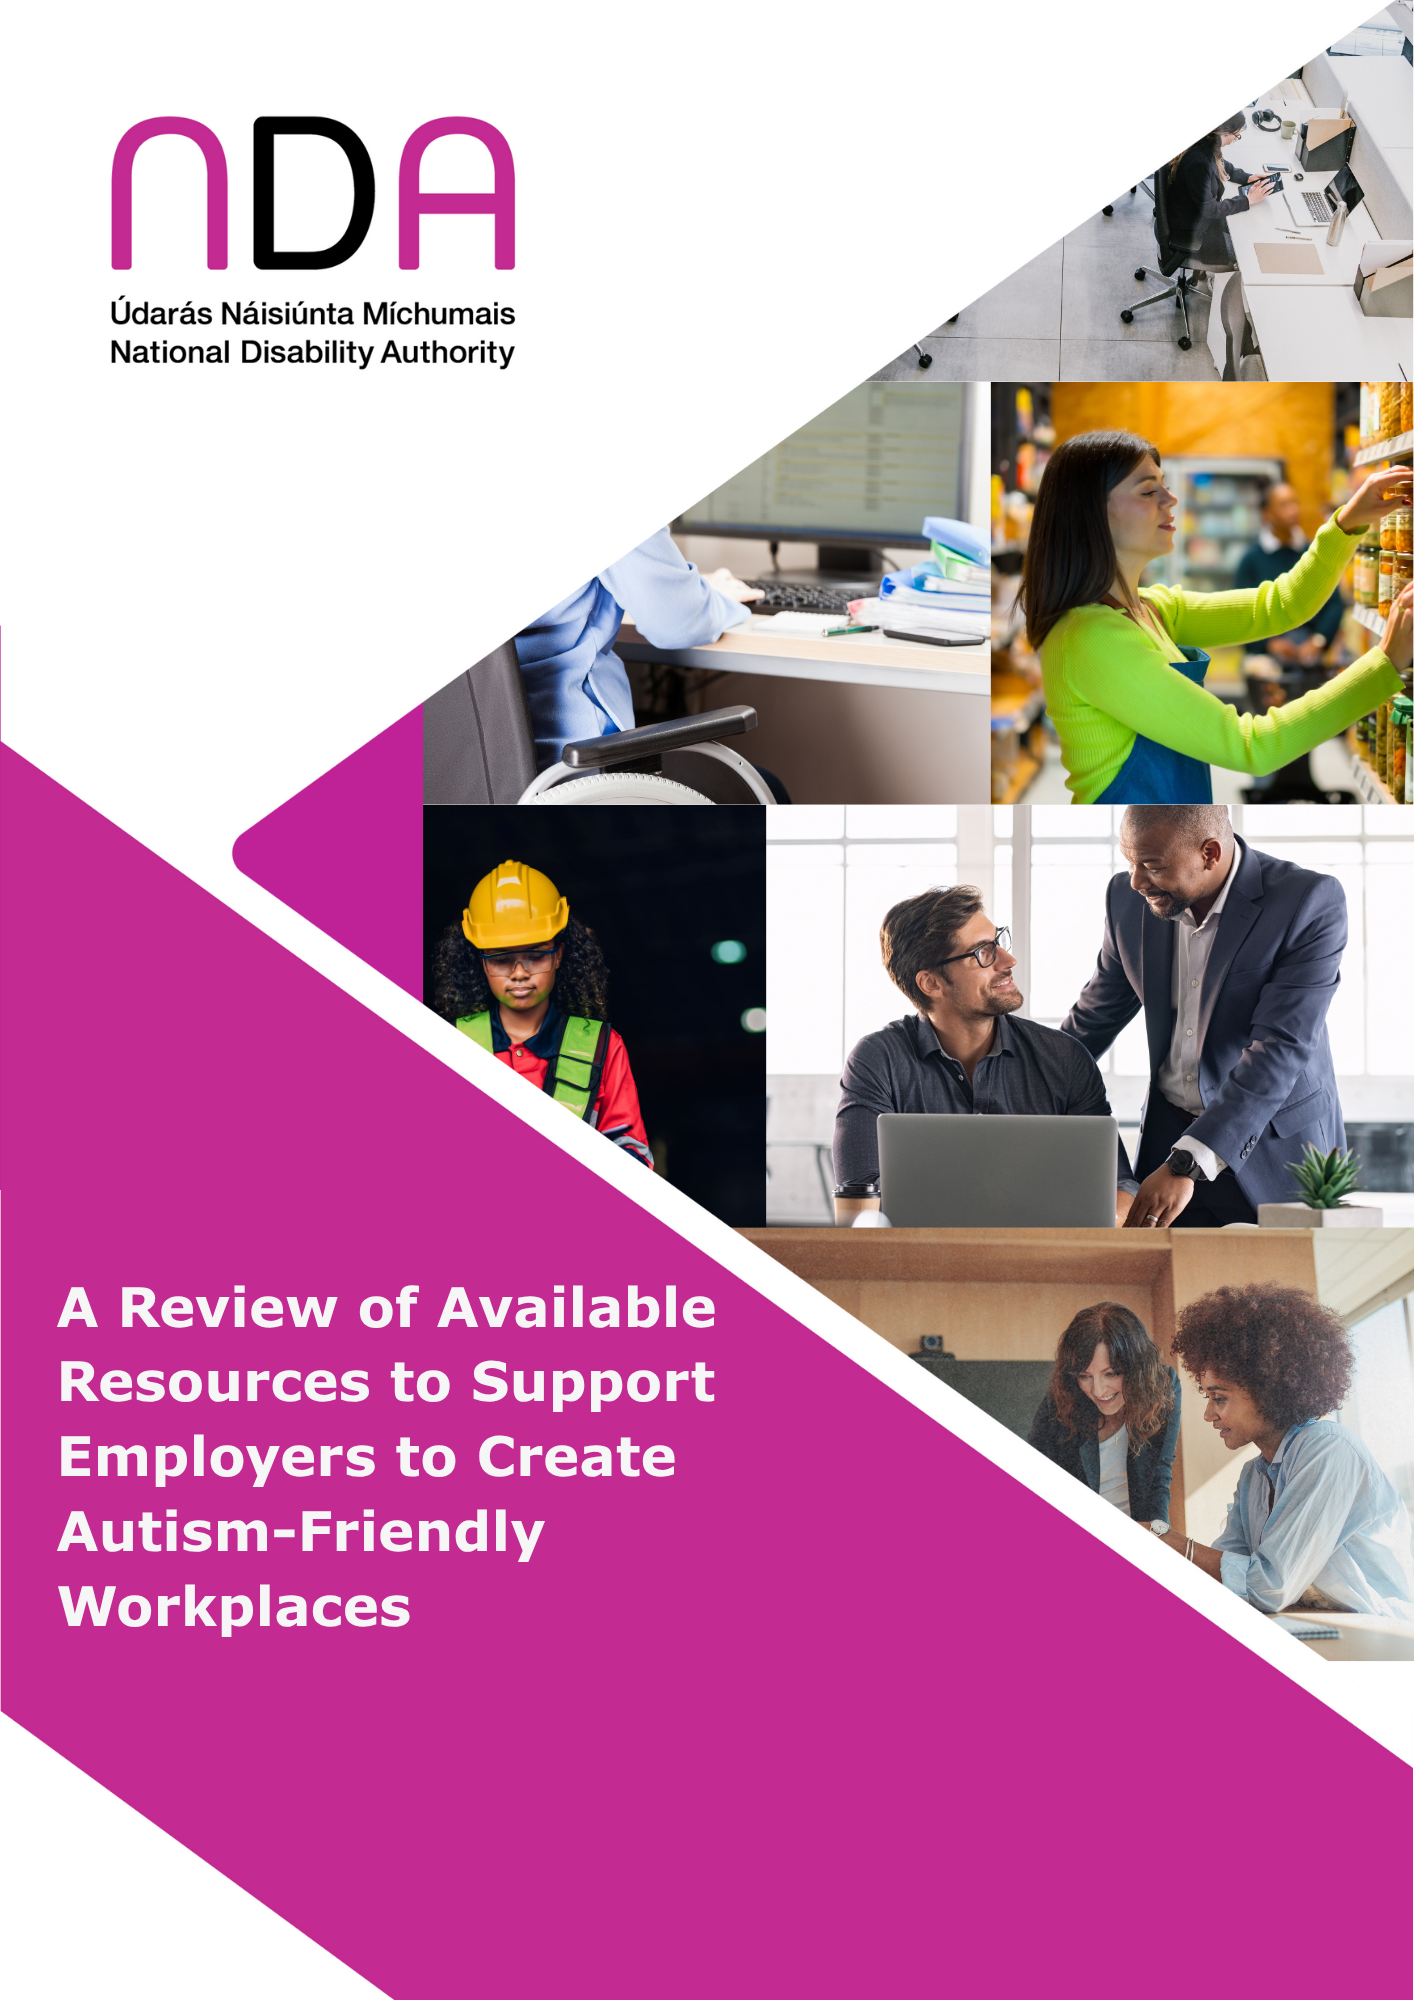 NDA
Údarás Náisiúnta Míchumais
National Disability Authority
A Review of Available
Resources to Support
Employers to Create
Autism-Friendly
Workplaces